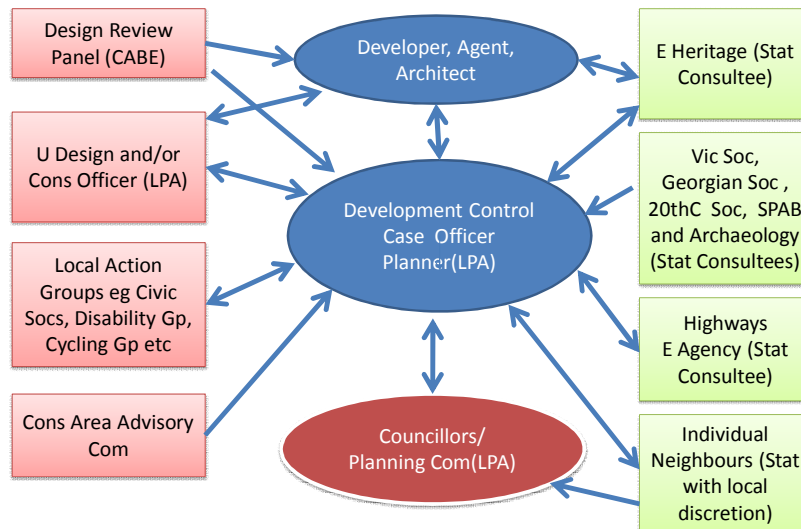 Design Review
Panel (CABE)
U Design and/or
Cons Officer (LPA)
Local Action
Groups eg Civic
Socs, Disability Gp,
Cycling Gp etc
Cons Area Advisory
Com
Developer, Agent,
Architect
Development Control
Case Officer
Planner(LPA)
Councillors/
Planning Com(LPA)
E Heritage (Stat
Consultee)
Vic Soc,
Georgian Soc ,
20thC Soc, SPAB
and Archaeology
(Stat Consultees)
Highways
E Agency (Stat
Consultee)
Individual
Neighbours (Stat
with local
discretion)